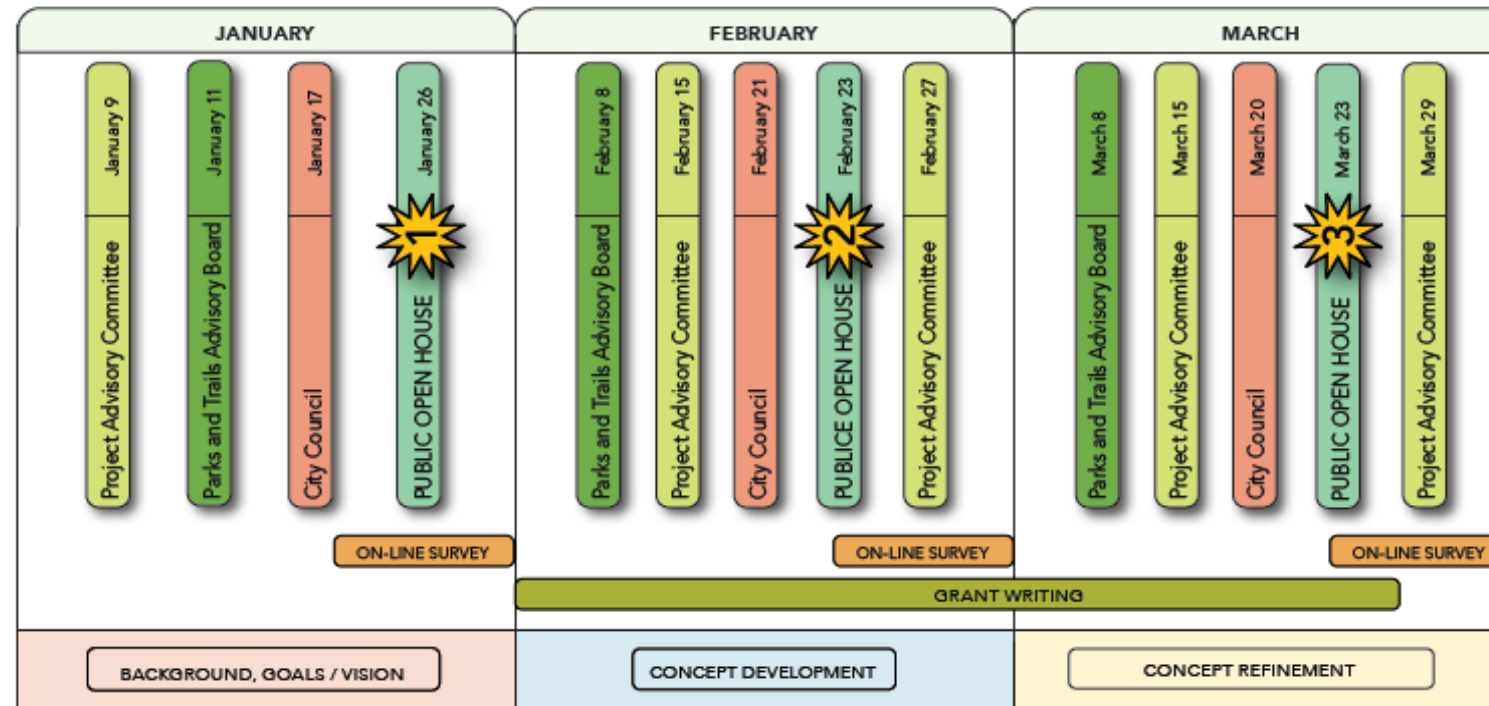 JANUARY
FEBRUARY
MARCH
January 9
Project Advisory Committee
January 11
Parks and Trails Advisory Board
January 17
City Council
January 26
1
PUBLIC OPEN HOUSE
February 8
Parks and Trails Advisory Board
February 15
Project Advisory Committee
February 21
City Council
February 23
2
PUBLICE OPEN HOUSE
February 27
Project Advisory Committee
March 8
Parks and Trails Advisory Board
March 15
Project Advisory Committee
March 20
City Council
March 23
3
PUBLIC OPEN HOUSE
March 29
Project Advisory Committee
ON-LINE SURVEY
ON-LINE SURVEY
ON-LINE SURVEY
GRANT WRITING
BACKGROUND, GOALS / VISION
CONCEPT DEVELOPMENT
CONCEPT REFINEMENT